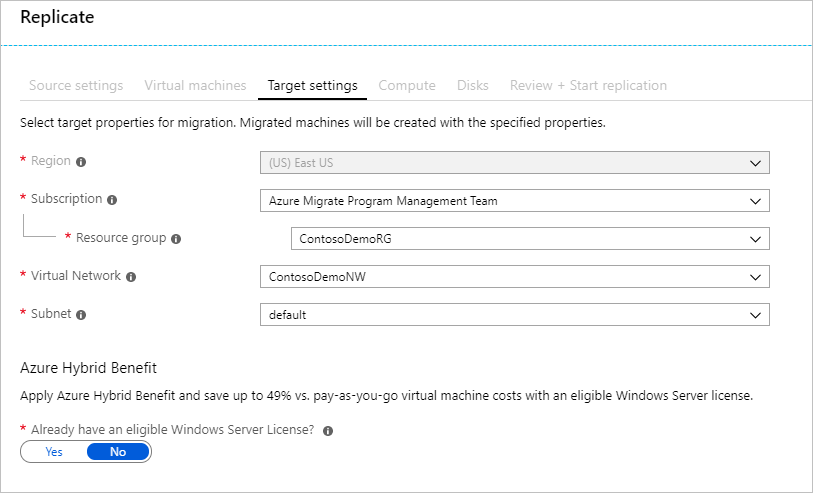 Replicate
Source settings Virtual machines Target settings Compute Disks Review + Start replication
Select target properties for migration. Migrated machines will be created with the specified properties.
* Region (US) East US
* Subscription Azure Migrate Program Management Team
* Resource group ContosoDemoRG
* Virtual Network ContosoDemoNW
* Subnet default
Azure Hybrid Benefit
Apply Azure Hybrid Benefit and save up to 49% vs. pay-as-you-go virtual machine costs with an eligible Windows Server license.
* Already have an eligible Windows Server License?
Yes No